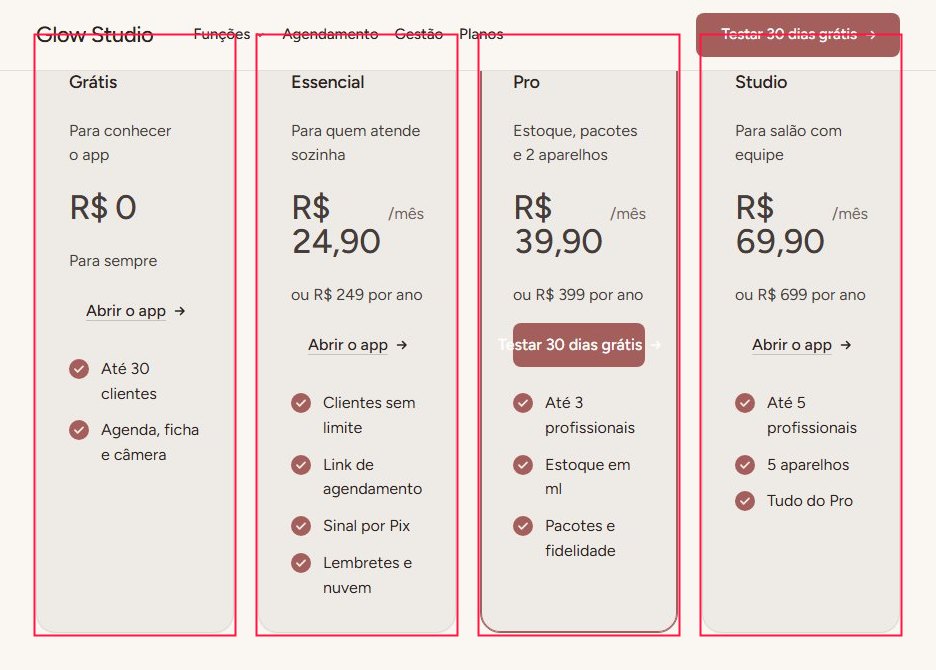 Glow Studio
Funções
Agendamento
Gestão
Planos
Testar 30 dias grátis →
Grátis
Para conhecer
o app
R$ 0
Para sempre
Abrir o app →
Até 30
clientes
Agenda, ficha
e câmera
Essencial
Para quem atende
sozinha
R$
24,90
/mês
ou R$ 249 por ano
Abrir o app →
Clientes sem
limite
Link de
agendamento
Sinal por Pix
Lembretes e
nuvem
Pro
Estoque, pacotes
e 2 aparelhos
R$
39,90
/mês
ou R$ 399 por ano
Testar 30 dias grátis →
Até 3
profissionais
Estoque em
ml
Pacotes e
fidelidade
Studio
Para salão com
equipe
R$
69,90
/mês
ou R$ 699 por ano
Abrir o app →
Até 5
profissionais
5 aparelhos
Tudo do Pro